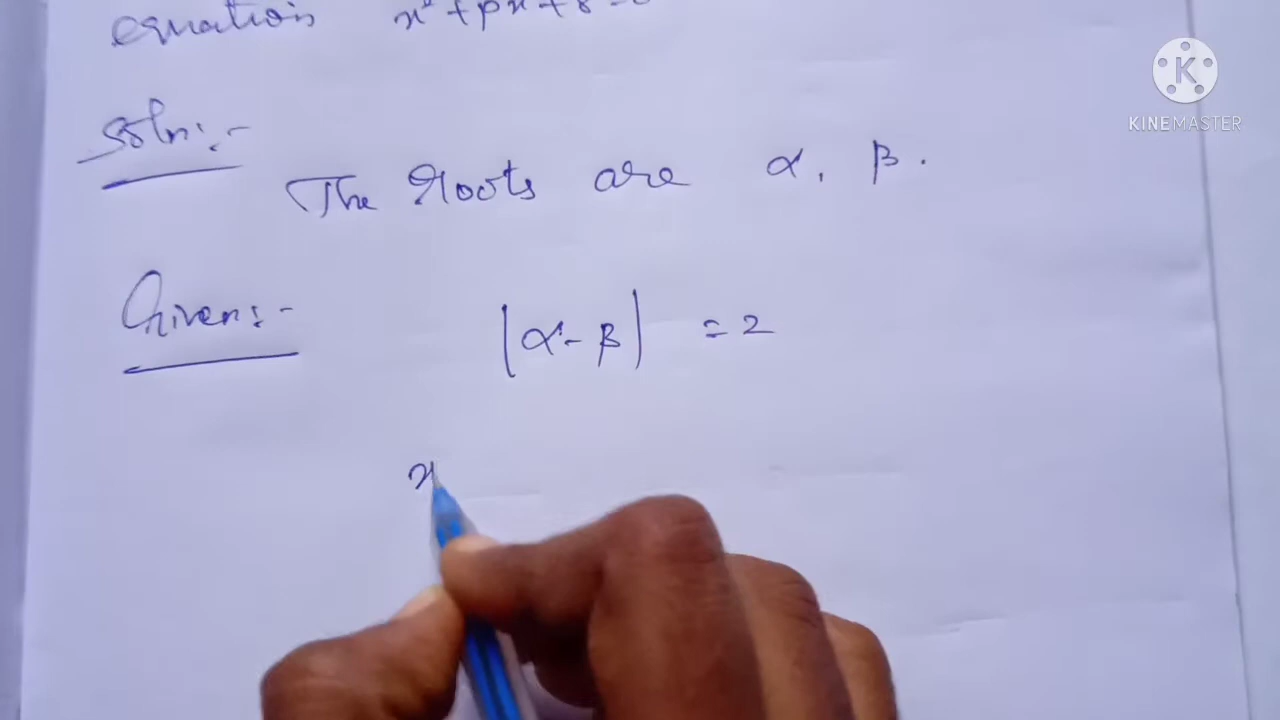 equation x² + px + 8 = 0
Soln:-
The roots are α, β.
Given:-
|α - β| = 2
x
KINEMASTER